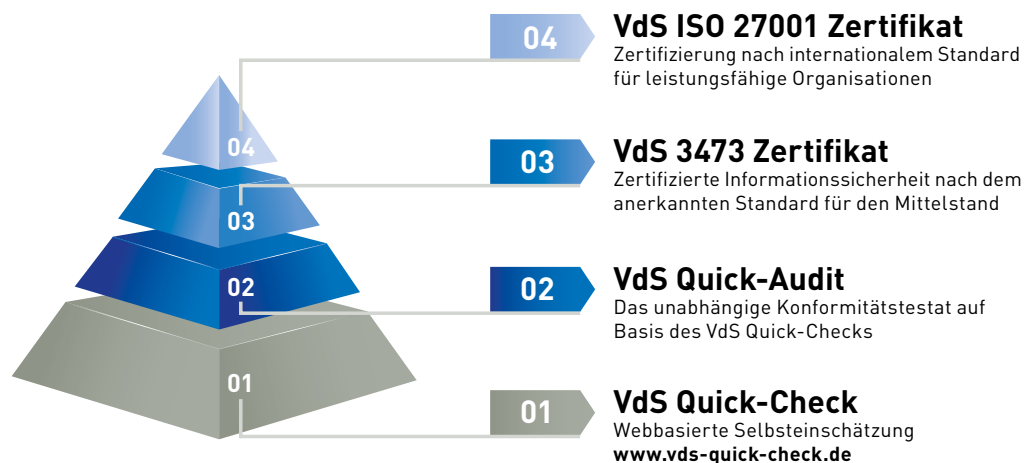 04
VdS ISO 27001 Zertifikat
Zertifizierung nach internationalem Standard
für leistungsfähige Organisationen
04
03
VdS 3473 Zertifikat
Zertifizierte Informationssicherheit nach dem
anerkannten Standard für den Mittelstand
03
02
VdS Quick-Audit
Das unabhängige Konformitätstestat auf
Basis des VdS Quick-Checks
02
01
VdS Quick-Check
Webbasierte Selbsteinschätzung
www.vds-quick-check.de
01